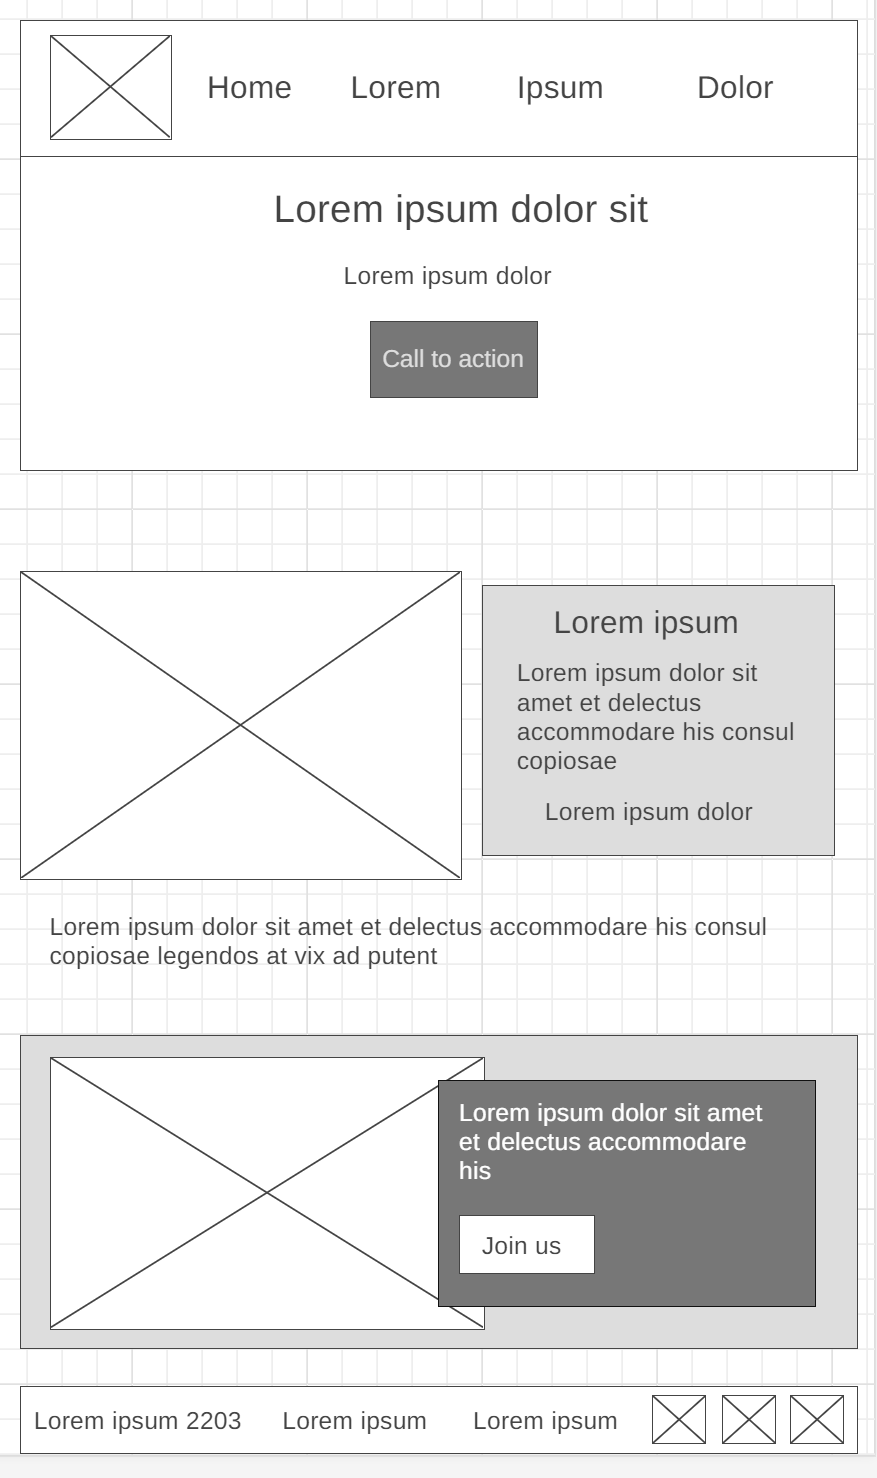 Home Lorem Ipsum Dolor
Lorem ipsum dolor sit
Lorem ipsum dolor
Call to action
Lorem ipsum
Lorem ipsum dolor sit
amet et delectus
accommodare his consul
copiosae
Lorem ipsum dolor
Lorem ipsum dolor sit amet et delectus accommodare his consul
copiosae legendos at vix ad putent
Lorem ipsum dolor sit amet
et delectus accommodare
his
Join us
Lorem ipsum 2203 Lorem ipsum Lorem ipsum